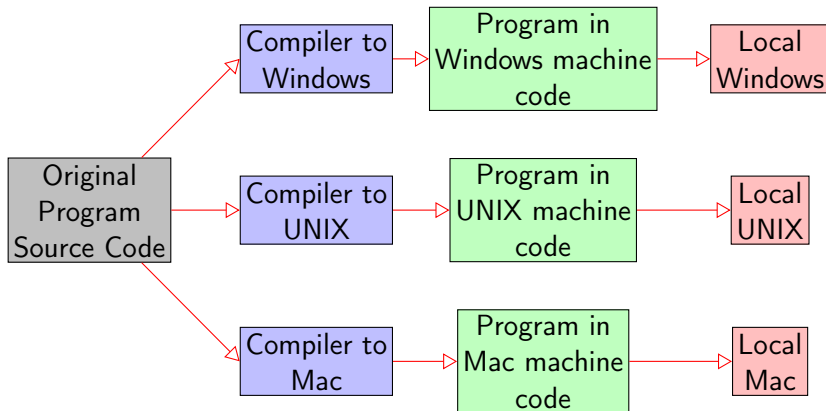 Original
Program
Source Code
Compiler to
Windows
Program in
Windows machine
code
Local
Windows
Compiler to
UNIX
Program in
UNIX machine
code
Local
UNIX
Compiler to
Mac
Program in
Mac machine
code
Local
Mac